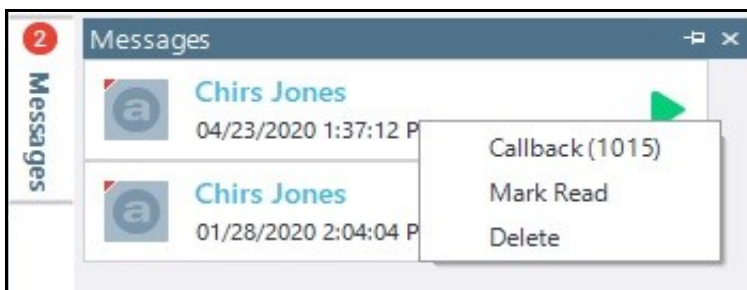 2
Messages
Messages
Chirs Jones
04/23/2020 1:37:12 P
Callback (1015)
Mark Read
Delete
Chirs Jones
01/28/2020 2:04:04 P